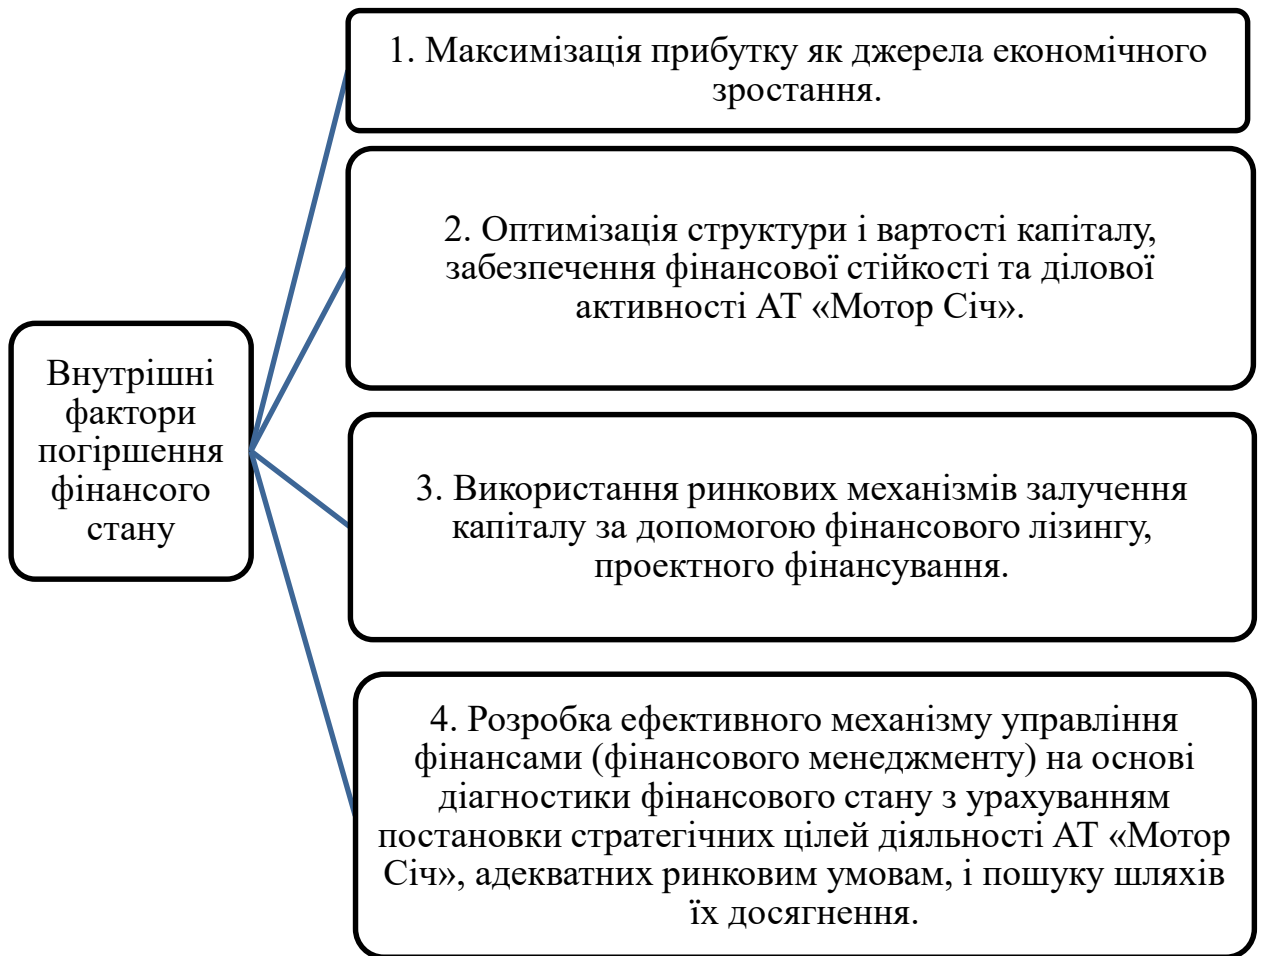 1. Максимізація прибутку як джерела економічного
зростання.
2. Оптимізація структури і вартості капіталу,
забезпечення фінансової стійкості та ділової
активності АТ «Мотор Січ».
Внутрішні
фактори
погіршення
фінансого
стану
3. Використання ринкових механізмів залучення
капіталу за допомогою фінансового лізингу,
проектного фінансування.
4. Розробка ефективного механізму управління
фінансами (фінансового менеджменту) на основі
діагностики фінансового стану з урахуванням
постановки стратегічних цілей діяльності АТ «Мотор
Січ», адекватних ринковим умовам, і пошуку шляхів
їх досягнення.